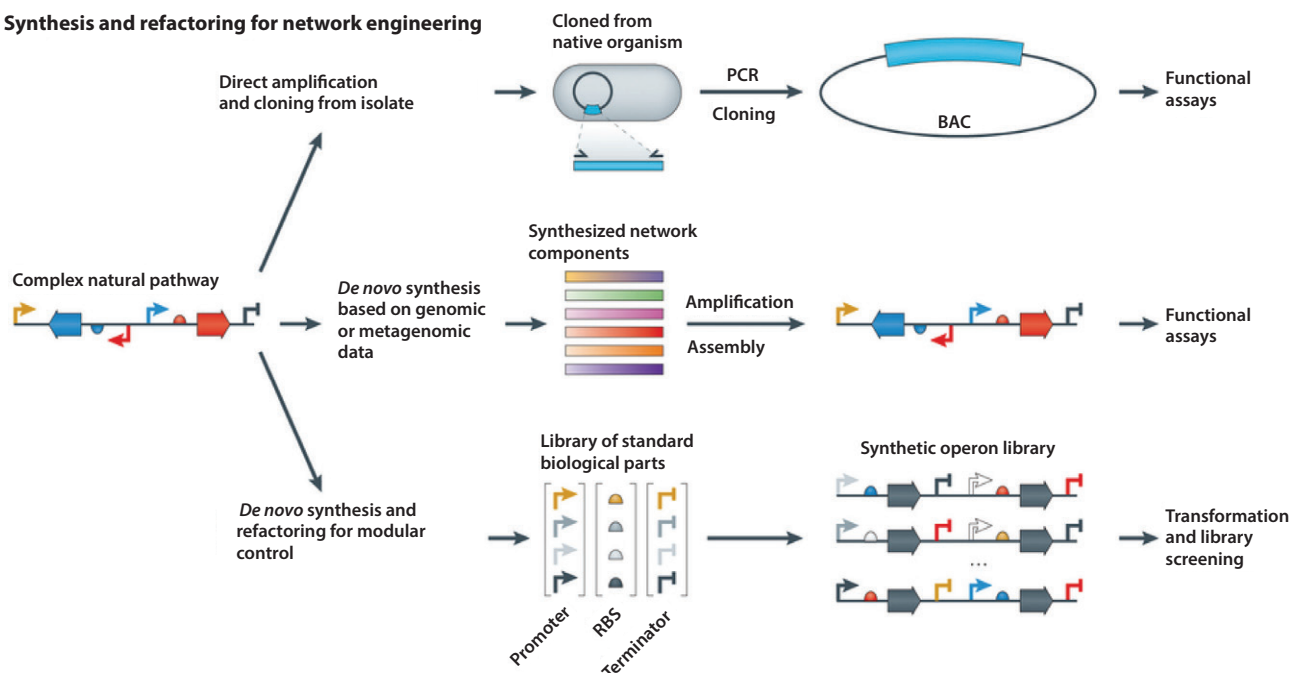 Synthesis and refactoring for network engineering
Cloned from
native organism
Direct amplification
and cloning from isolate
PCR
Cloning
BAC
Functional
assays
Complex natural pathway
De novo synthesis
based on genomic
or metagenomic
data
Synthesized network
components
Amplification
Assembly
Functional
assays
De novo synthesis and
refactoring for modular
control
Library of standard
biological parts
Promoter
RBS
Terminator
Synthetic operon library
...
Transformation
and library
screening